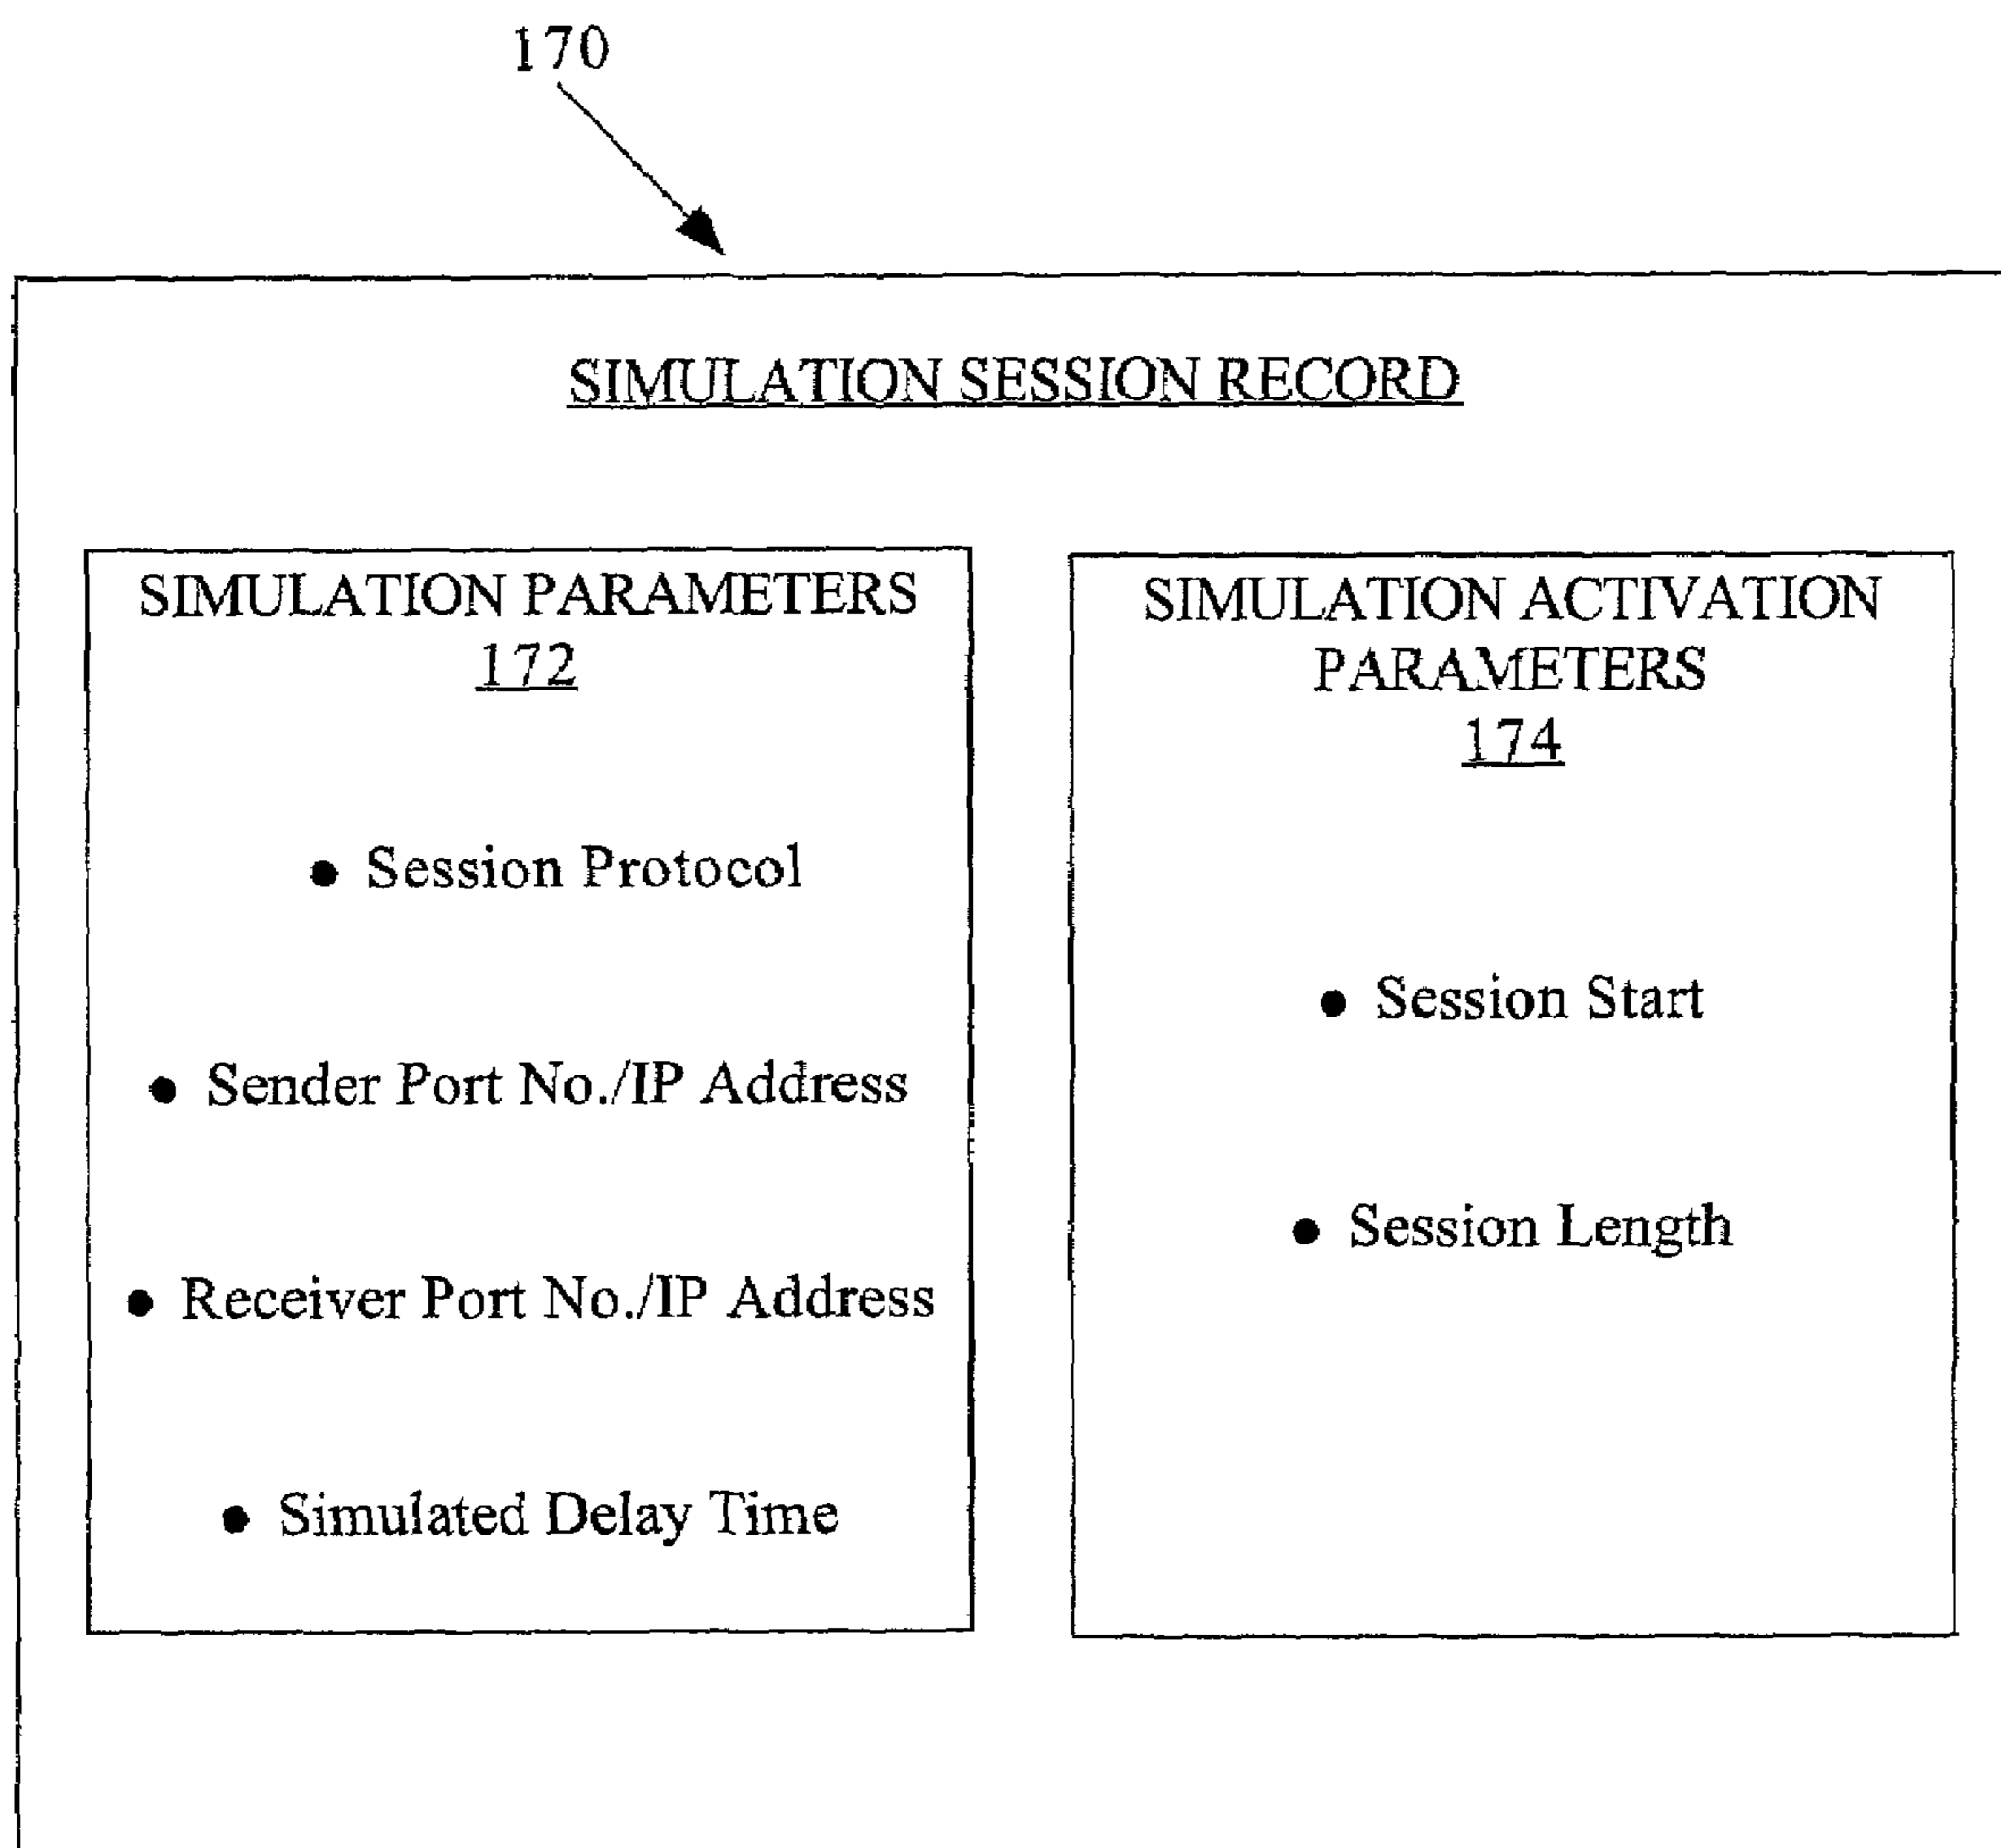 170
SIMULATION SESSION RECORD
SIMULATION PARAMETERS
172
• Session Protocol
• Sender Port No./IP Address
• Receiver Port No./IP Address
• Simulated Delay Time
SIMULATION ACTIVATION
PARAMETERS
174
• Session Start
• Session Length